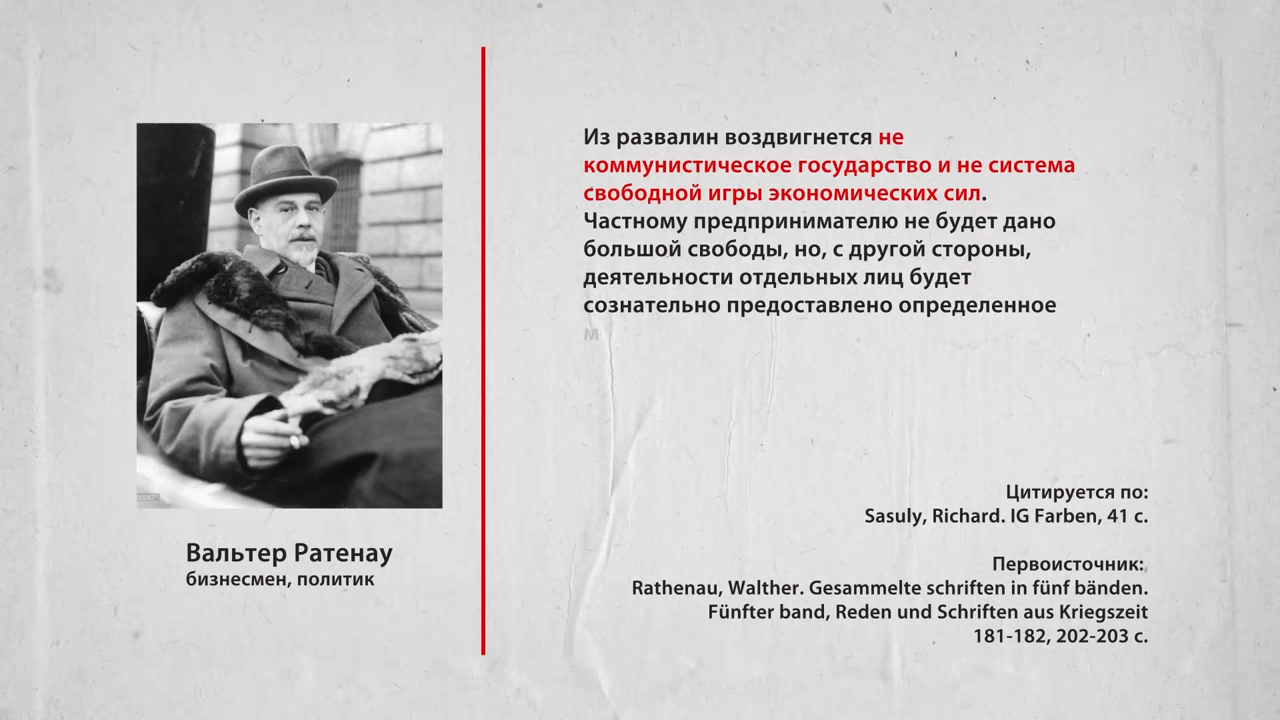 Из развалин воздвигнется не
коммунистическое государство и не система
свободной игры экономических сил.
Частному предпринимателю не будет дано
большой свободы, но, с другой стороны,
деятельности отдельных лиц будет
сознательно предоставлено определенное
м
Вальтер Ратенау
бизнесмен, политик
Цитируется по:
Sasuly, Richard. IG Farben, 41 с.
Первоисточник:
Rathenau, Walther. Gesammelte schriften in fünf bänden.
Fünfter band, Reden und Schriften aus Kriegszeit
181-182, 202-203 с.